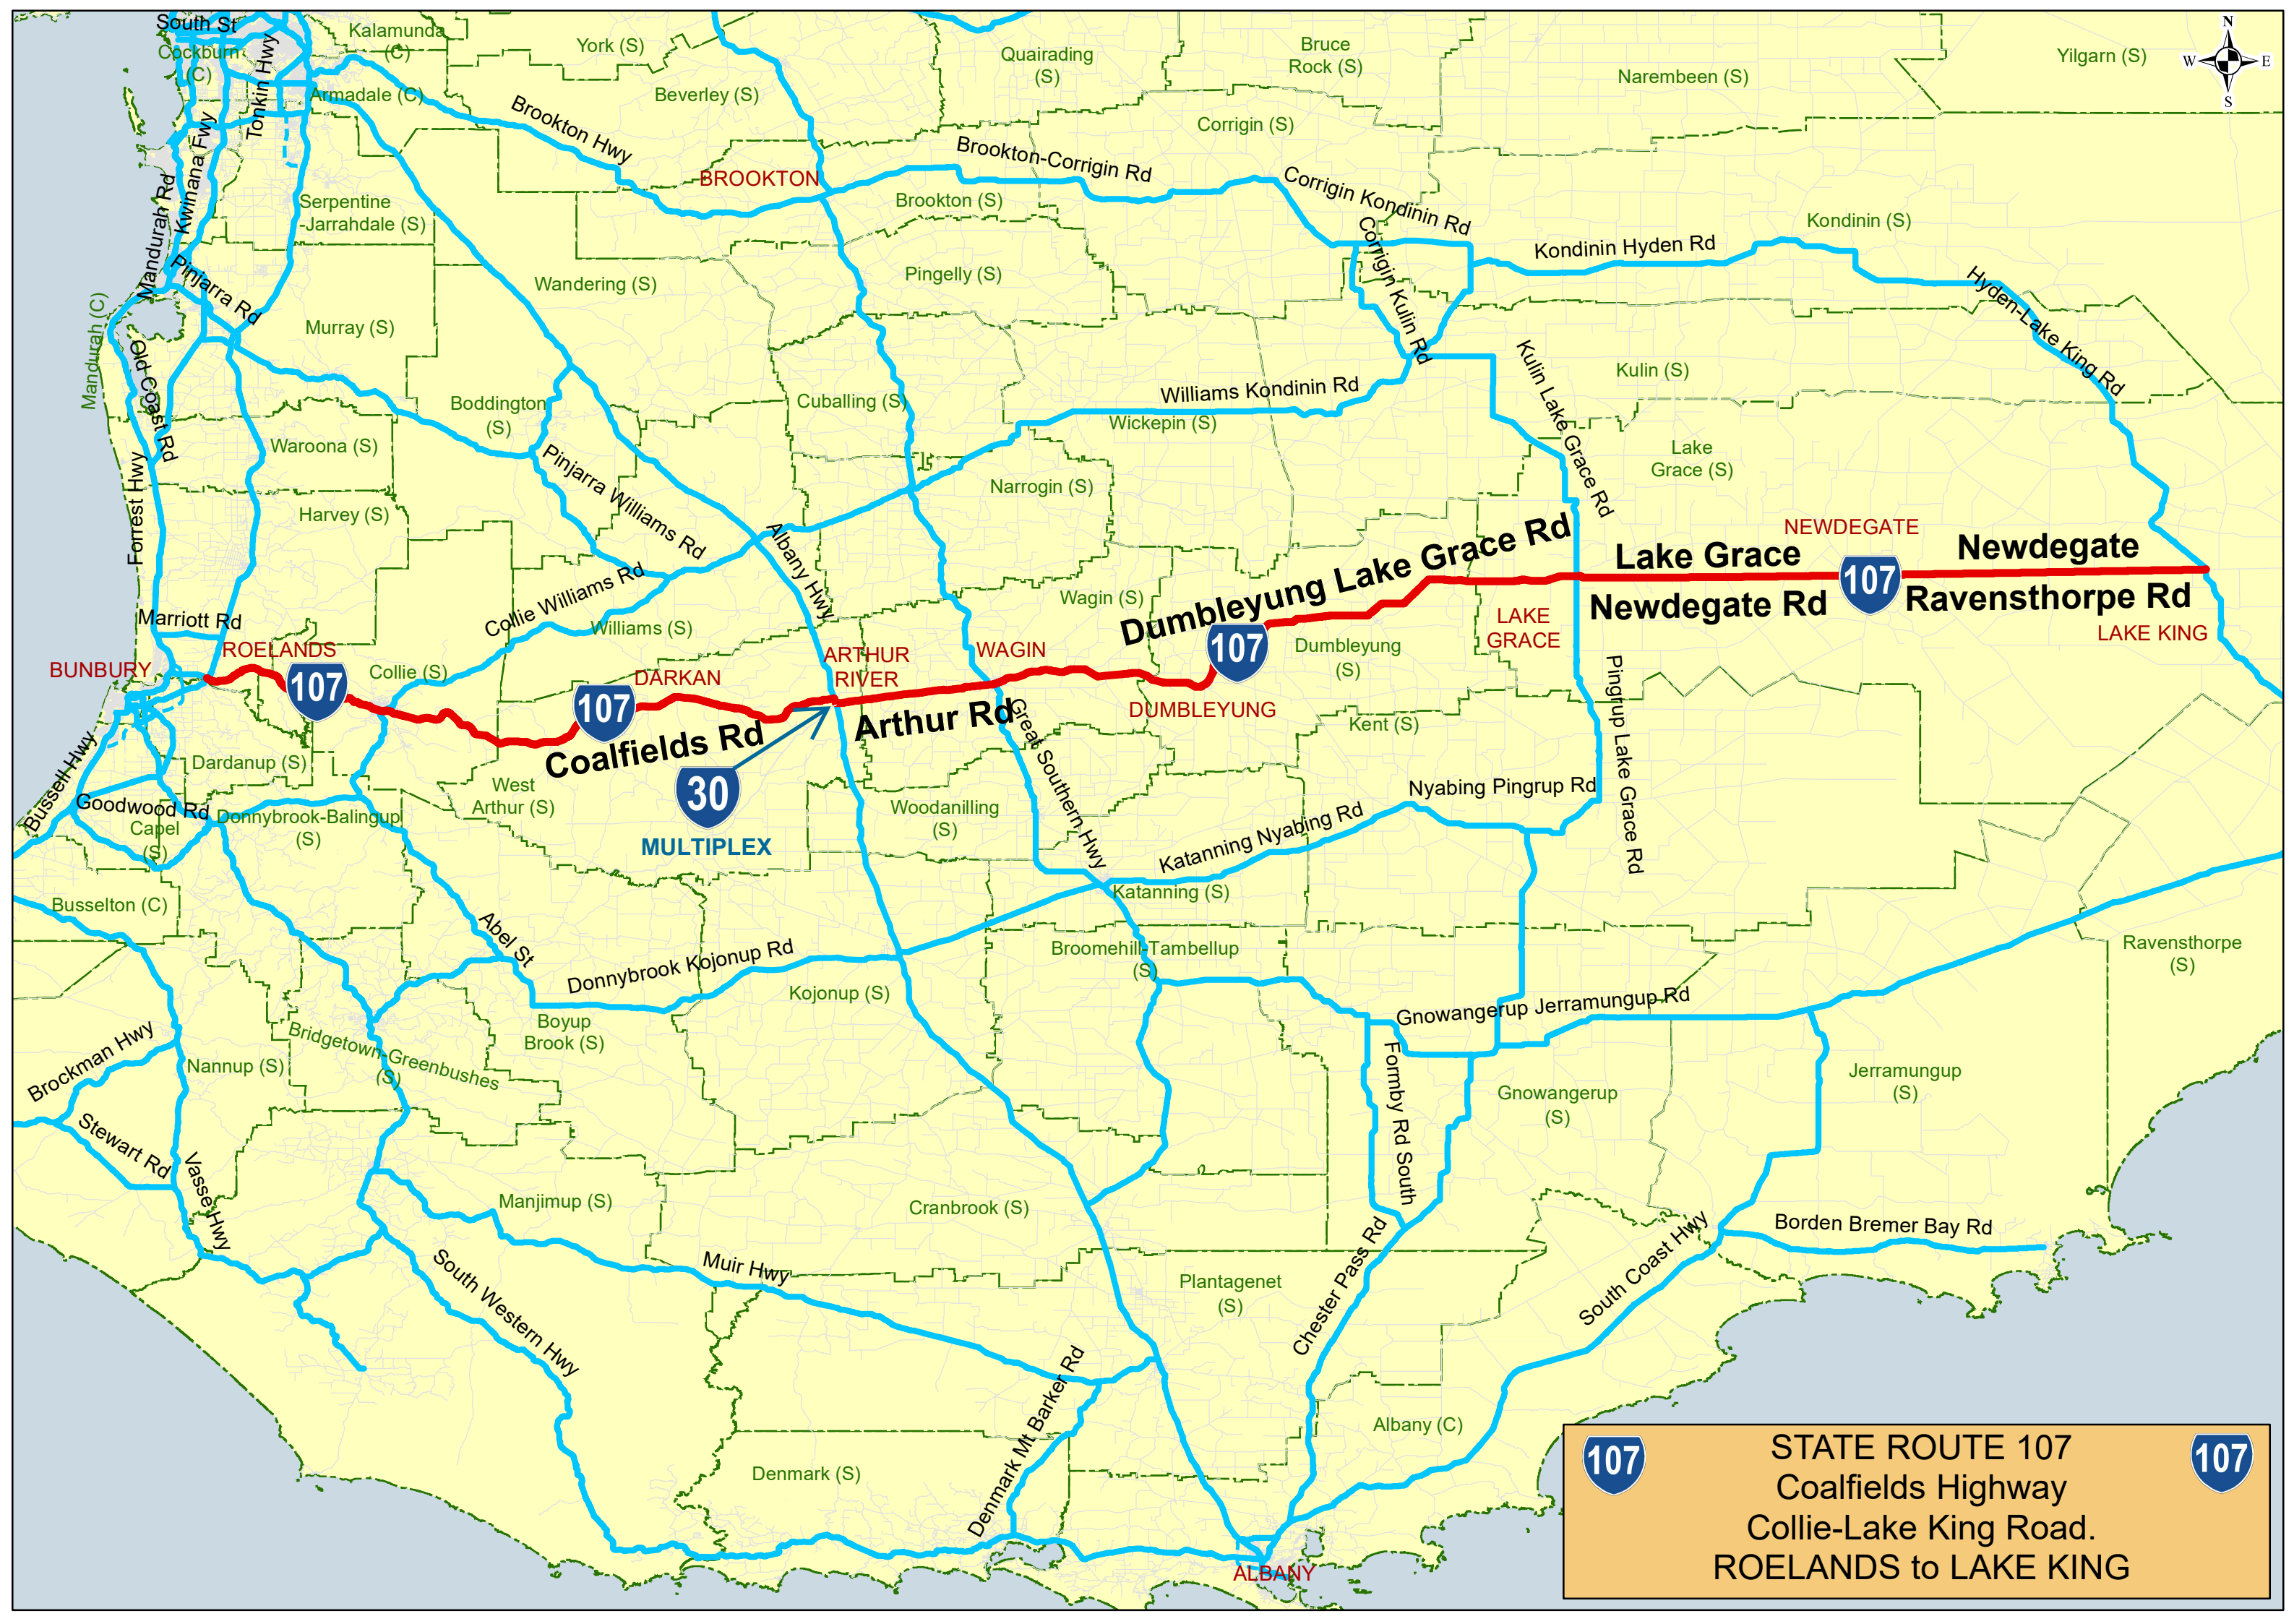 South St
Cockburn
(C)
Kalamunda
(C)
York (S)
Quairading
(S)
Bruce
Rock (S)
Narembeen (S)
Yilgarn (S)
N
W
E
S
Tonkin Hwy
Armadale (C)
Beverley (S)
Brookton Hwy
Corrigin (S)
Kwinana Fwy
Mandurah Rd
BROOKTON
Brookton-Corrigin Rd
Brookton (S)
Corrigin Kondinin Rd
Serpentine
-Jarrahdale (S)
Kondinin (S)
Kondinin Hyden Rd
Hyden-Lake King Rd
Pinjarra Rd
Wandering (S)
Pingelly (S)
Corrigin Kulin Rd
Mandurah (C)
Murray (S)
Old Coast Rd
Kulin Lake Grace Rd
Kulin (S)
Boddington
(S)
Cuballing (S)
Williams Kondinin Rd
Wickepin (S)
Waroona (S)
Lake
Grace (S)
Forrest Hwy
Pinjarra Williams Rd
Narrogin (S)
Harvey (S)
Albany Hwy
NEWDEGATE
Dumbleyung Lake Grace Rd
Lake Grace
Newdegate Rd
107
Newdegate
Ravensthorpe Rd
Collie Williams Rd
Wagin (S)
Marriott Rd
Williams (S)
LAKE
GRACE
LAKE KING
ROELANDS
BUNBURY
107
Collie (S)
DARKAN
ARTHUR
RIVER
WAGIN
107
Dumbleyung
(S)
107
DUMBLEYUNG
Kent (S)
Pingrup Lake Grace Rd
Coalfields Rd
Arthur Rd
Great Southern Hwy
30
MULTIPLEX
Bussell Hwy
Dardanup (S)
West
Arthur (S)
Goodwood Rd
Capel
(S)
Donnybrook-Balingup
(S)
Woodanilling
(S)
Nyabing Pingrup Rd
Katanning Nyabing Rd
Katanning (S)
Busselton (C)
Abel St
Donnybrook Kojonup Rd
Broomehill-Tambellup
(S)
Ravensthorpe
(S)
Kojonup (S)
Gnowangerup Jerramungup Rd
Boyup
Brook (S)
Brockman Hwy
Nannup (S)
Bridgetown-Greenbushes
(S)
Formby Rd South
Gnowangerup
(S)
Jerramungup
(S)
Stewart Rd
Vasse Hwy
Manjimup (S)
Cranbrook (S)
Borden Bremer Bay Rd
South Coast Hwy
Muir Hwy
South Western Hwy
Plantagenet
(S)
Chester Pass Rd
Denmark Mt Barker Rd
Albany (C)
Denmark (S)
ALBANY
107
107
STATE ROUTE 107
Coalfields Highway
Collie-Lake King Road.
ROELANDS to LAKE KING